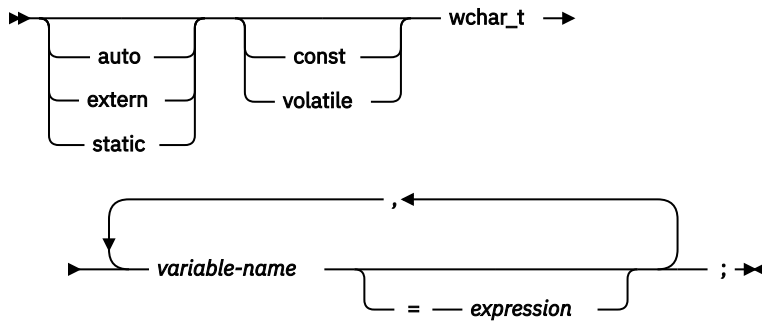 wchar_t
auto const
extern volatile
static
,
variable-name ;
= expression